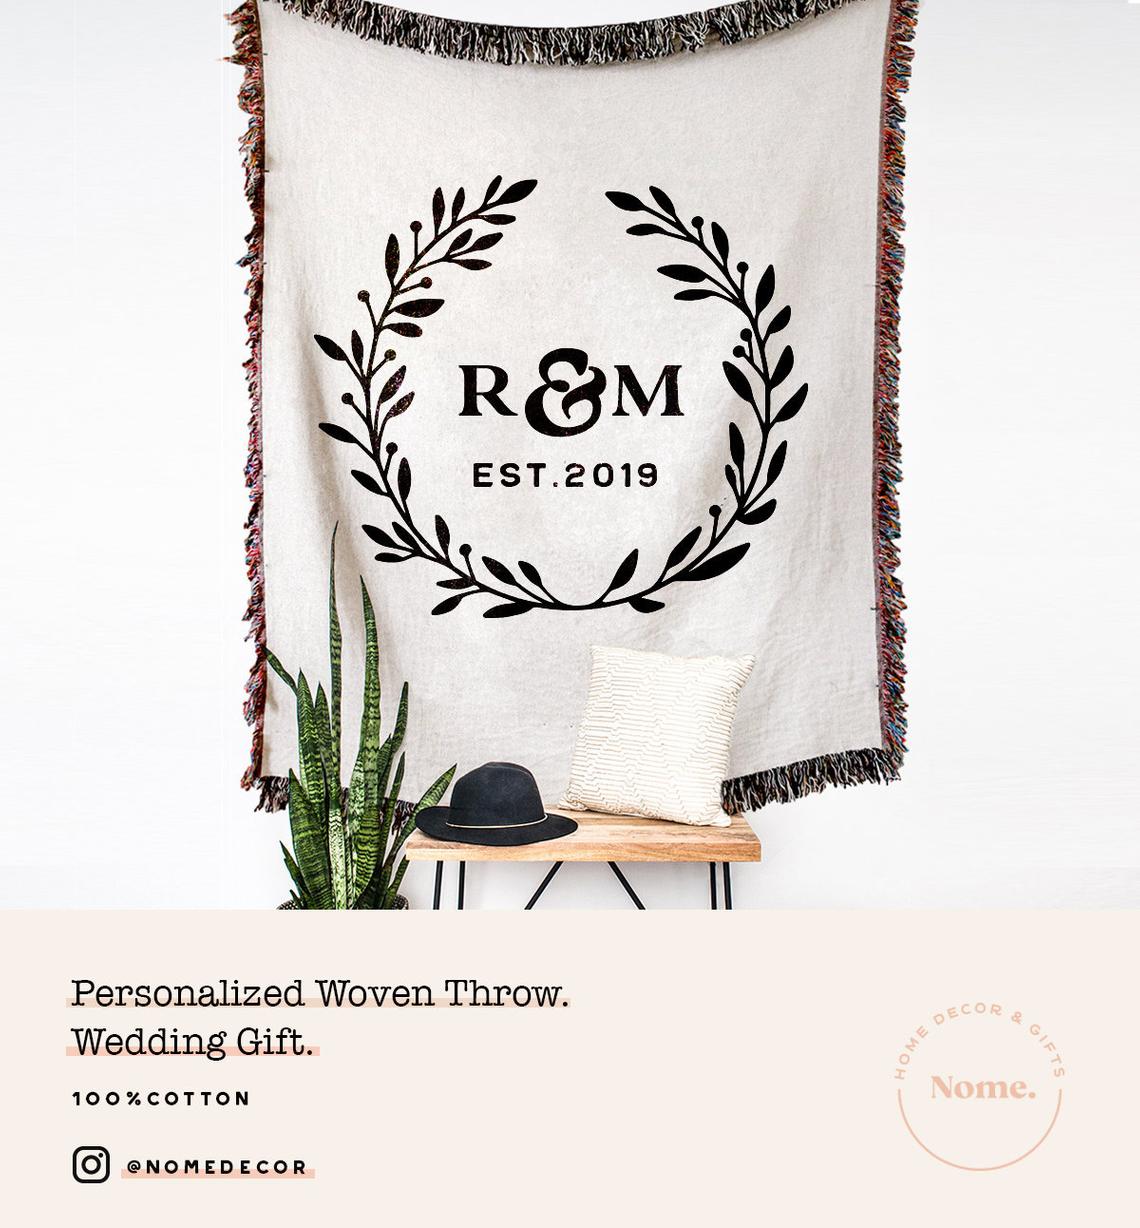 R&M
EST.2019
Personalized Woven Throw.
Wedding Gift.
100%COTTON
@NOMEDECOR
HOME DECOR & GIFTS
Nome.